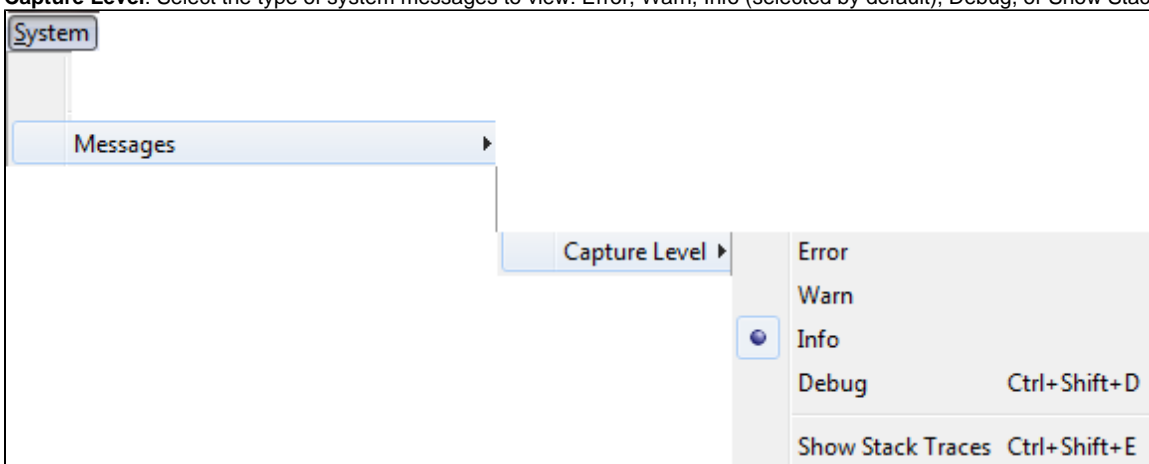 Capture Level. Select the type of system messages to view: Error, Warn, Info (selected by default), Debug, or Show Stac
System
Messages
Capture Level
Error
Warn
Info
Debug Ctrl+Shift+D
Show Stack Traces Ctrl+Shift+E